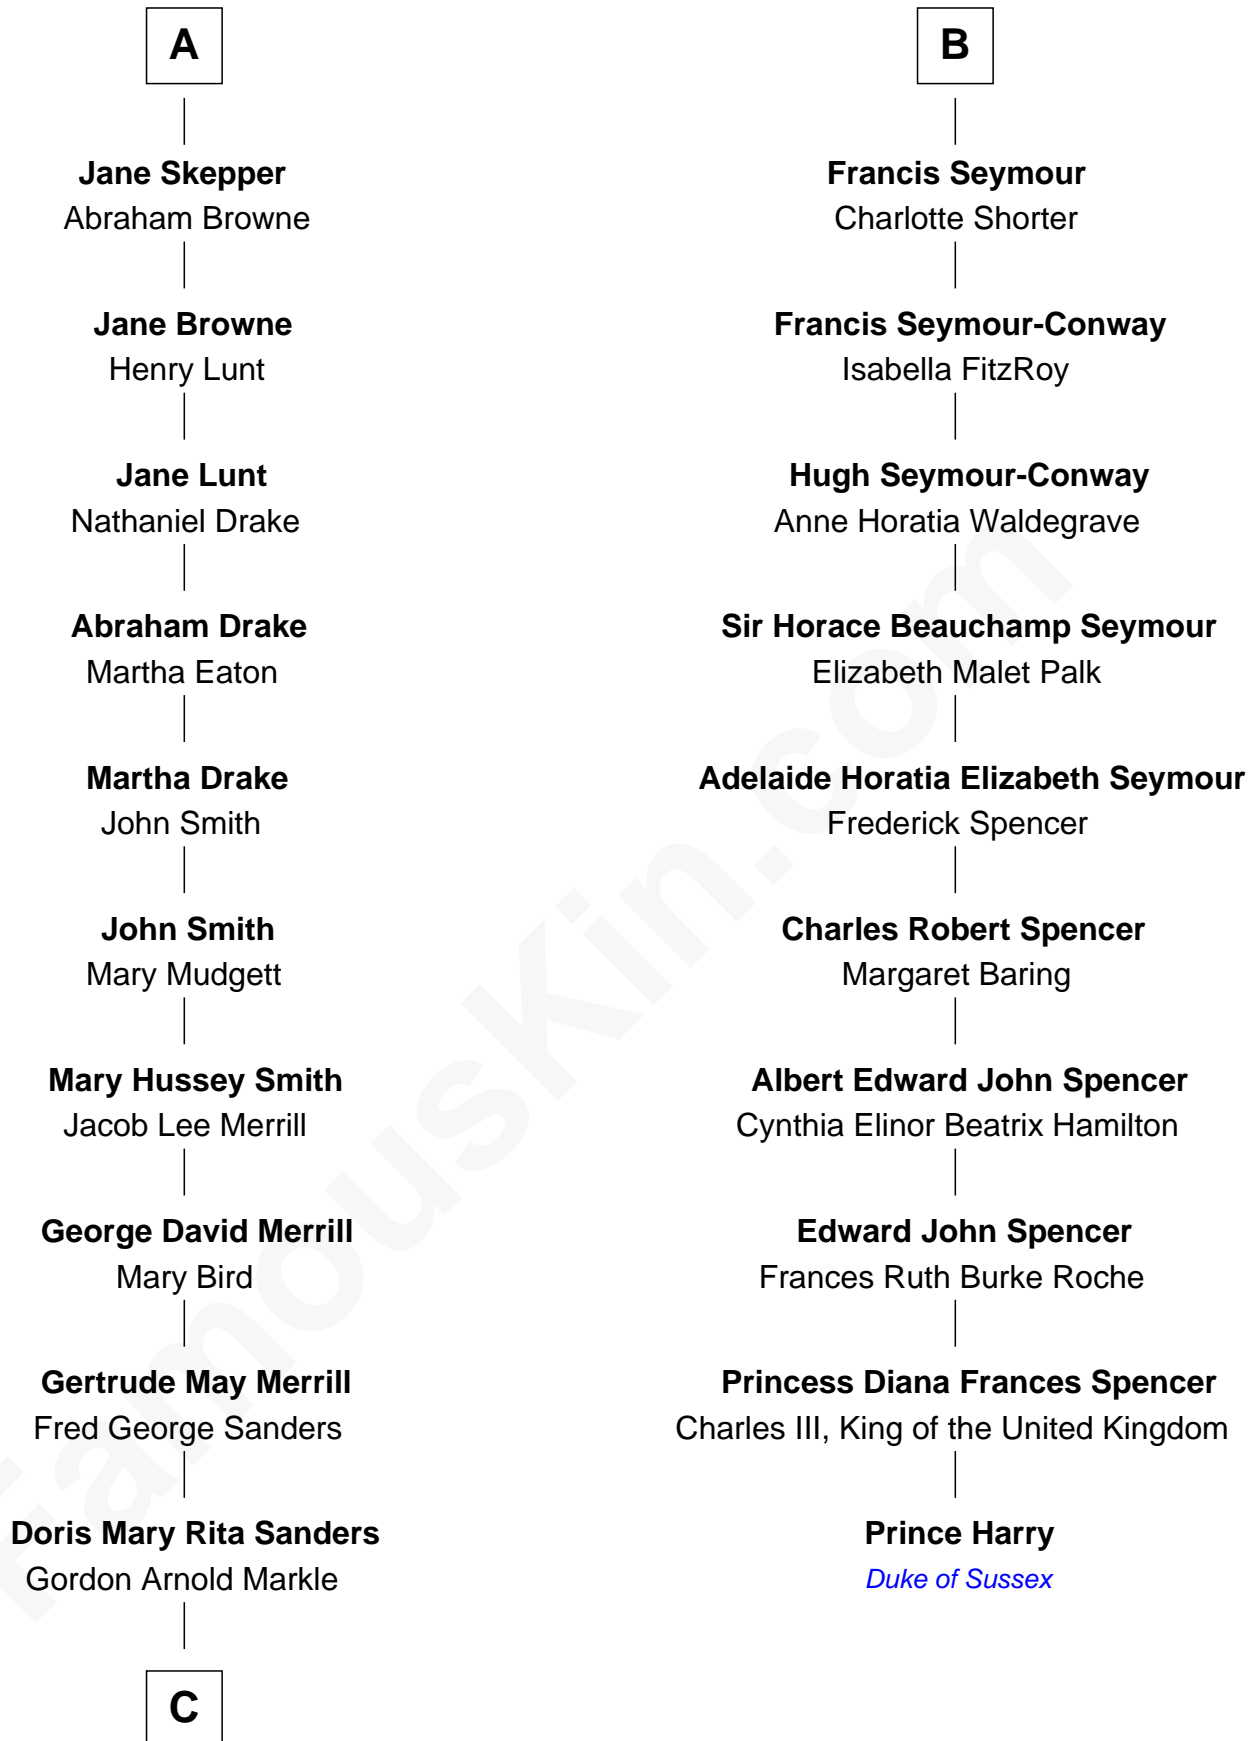 A
Jane Skepper
Abraham Browne
Jane Browne
Henry Lunt
Jane Lunt
Nathaniel Drake
Abraham Drake
Martha Eaton
Martha Drake
John Smith
John Smith
Mary Mudgett
Mary Hussey Smith
Jacob Lee Merrill
George David Merrill
Mary Bird
Gertrude May Merrill
Fred George Sanders
Doris Mary Rita Sanders
Gordon Arnold Markle
C
B
Francis Seymour
Charlotte Shorter
Francis Seymour-Conway
Isabella FitzRoy
Hugh Seymour-Conway
Anne Horatia Waldegrave
Sir Horace Beauchamp Seymour
Elizabeth Malet Palk
Adelaide Horatia Elizabeth Seymour
Frederick Spencer
Charles Robert Spencer
Margaret Baring
Albert Edward John Spencer
Cynthia Elinor Beatrix Hamilton
Edward John Spencer
Frances Ruth Burke Roche
Princess Diana Frances Spencer
Charles III, King of the United Kingdom
Prince Harry
Duke of Sussex
FamousKin.com